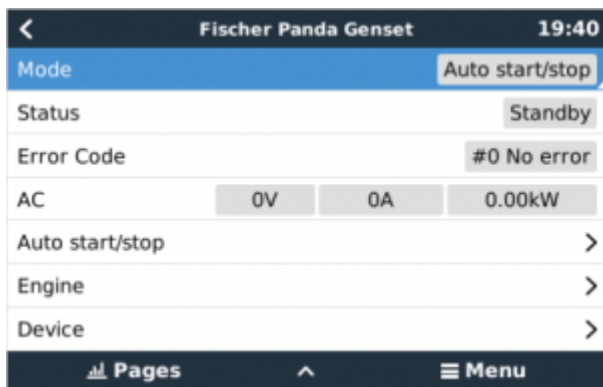 Fischer Panda Genset 19:40
Mode Auto start/stop
Status Standby
Error Code #0 No error
AC 0V 0A 0.00kW
Auto start/stop
Engine
Device
Pages Menu